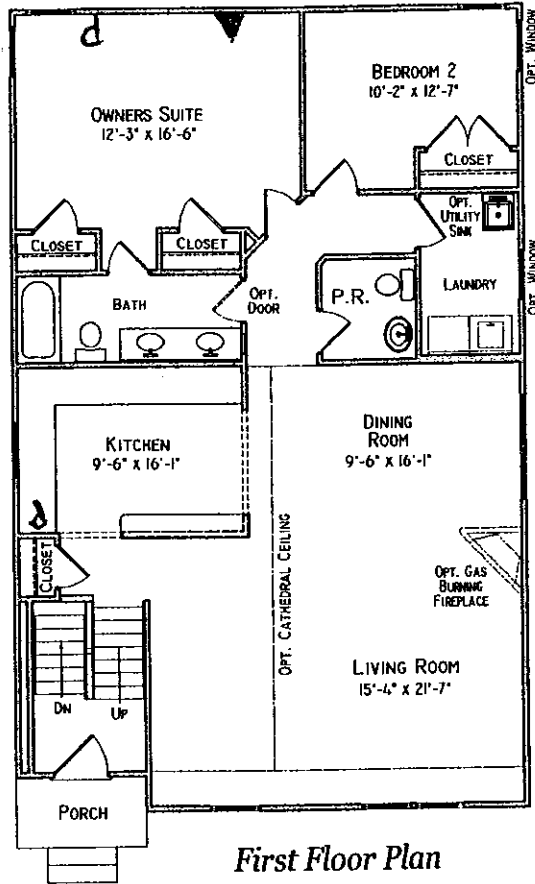 d
OPT. WINDOW
BEDROOM 2
10'-2" x 12'-7"
OWNERS SUITE
12'-3" x 16'-6"
CLOSET
OPT.
UTILITY
SINK
CLOSET
CLOSET
OPT. WINDOW
LAUNDRY
BATH
OPT.
DOOR
P.R.
KITCHEN
9'-6" x 16'-1"
DINING
ROOM
9'-6" x 16'-1"
d
CLOSET
OPT. CATHEDRAL CEILING
OPT. GAS
BURNING
FIREPLACE
LIVING ROOM
15'-4" x 21'-7"
DN
UP
PORCH
First Floor Plan